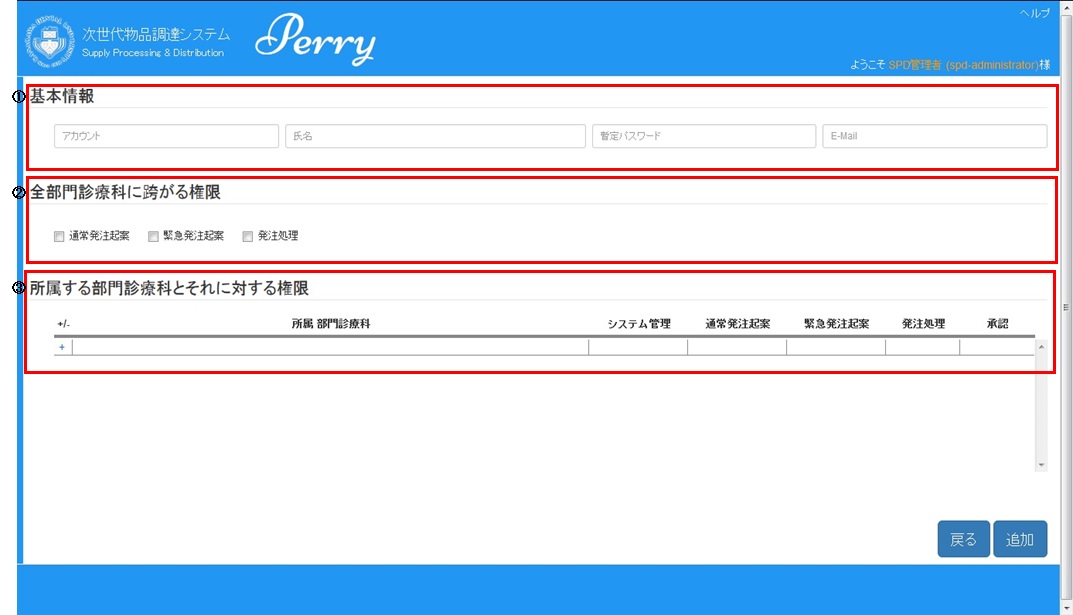 ヘルプ
次世代物品調達システム
Supply Processing & Distribution
Perry
ようこそ SPD管理者 (spd-administrator)様
① 基本情報
アカウント 氏名 暫定パスワード E-Mail
② 全部門診療科に跨がる権限
通常発注起案 緊急発注起案 発注処理
③ 所属する部門診療科とそれに対する権限
+/- 所属 部門診療科 システム管理 通常発注起案 緊急発注起案 発注処理 承認
+
戻る 追加